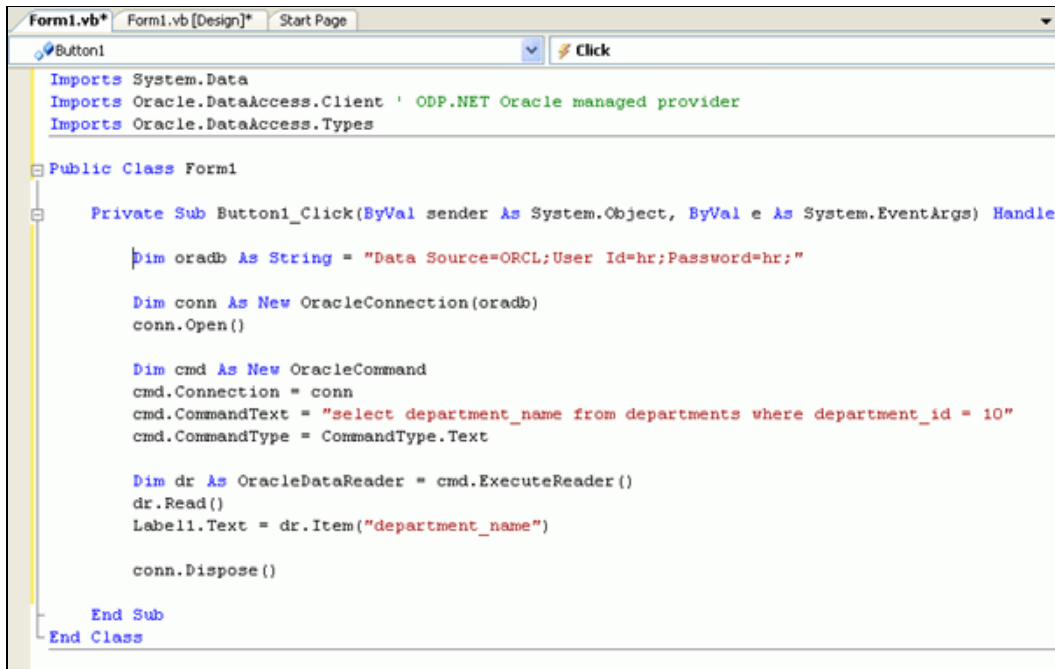 Form1.vb* Form1.vb [Design]* Start Page
Button1 Click
Imports System.Data
Imports Oracle.DataAccess.Client ' ODP.NET Oracle managed provider
Imports Oracle.DataAccess.Types
Public Class Form1
Private Sub Button1_Click(ByVal sender As System.Object, ByVal e As System.EventArgs) Handle
Dim oradb As String = "Data Source=ORCL;User Id=hr;Password=hr;"
Dim conn As New OracleConnection(oradb)
conn.Open()
Dim cmd As New OracleCommand
cmd.Connection = conn
cmd.CommandText = "select department_name from departments where department_id = 10"
cmd.CommandType = CommandType.Text
Dim dr As OracleDataReader = cmd.ExecuteReader()
dr.Read()
Label1.Text = dr.Item("department_name")
conn.Dispose()
End Sub
End Class